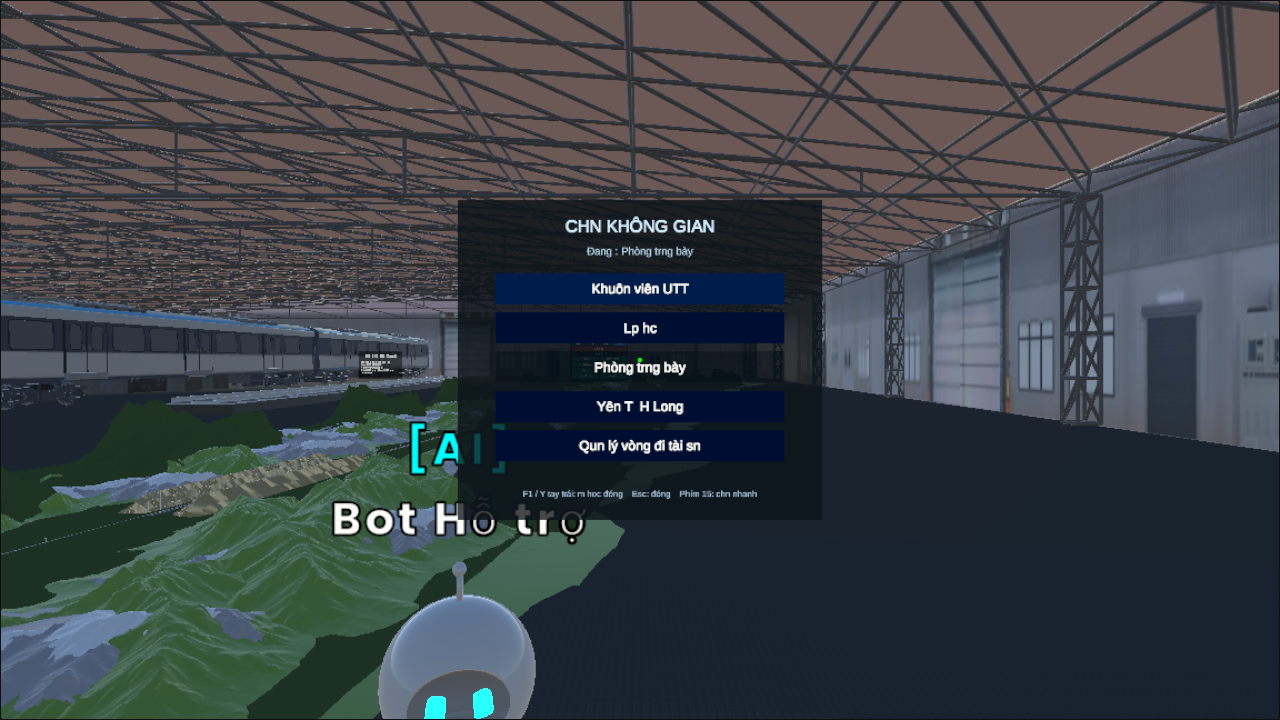 CHN KHÔNG GIAN
Đang : Phòng trng bày
Khuôn viên UTT
Lp hc
Phòng trng bày
Yên T H Long
Qun lý vòng đi tài sn
F1 / Y tay trái: m hoc đóng Esc: đóng Phím 15: chn nhanh
[AI]
Bot Hỗ trợ